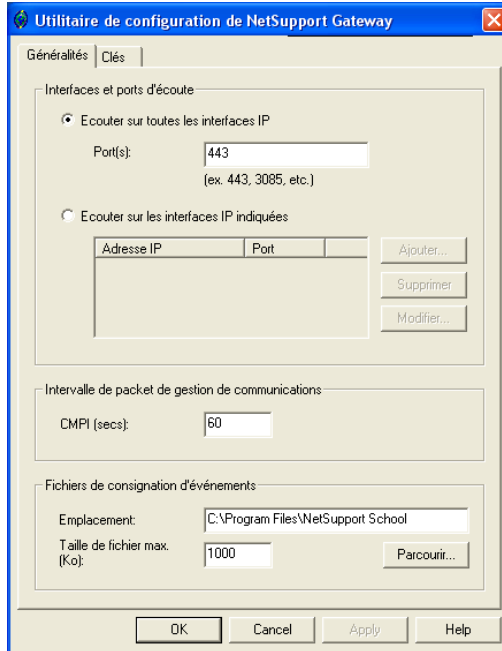 Utilitaire de configuration de NetSupport Gateway
Généralités Clés
Interfaces et ports d'écoute
Ecouter sur toutes les interfaces IP
Port(s): 443
(ex. 443, 3085, etc.)
Ecouter sur les interfaces IP indiquées
Adresse IP Port
Ajouter...
Supprimer
Modifier...
Intervalle de packet de gestion de communications
CMPI (secs): 60
Fichiers de consignation d'événements
Emplacement: C:\Program Files\NetSupport School
Taille de fichier max.
(Ko): 1000 Parcourir...
OK Cancel Apply Help